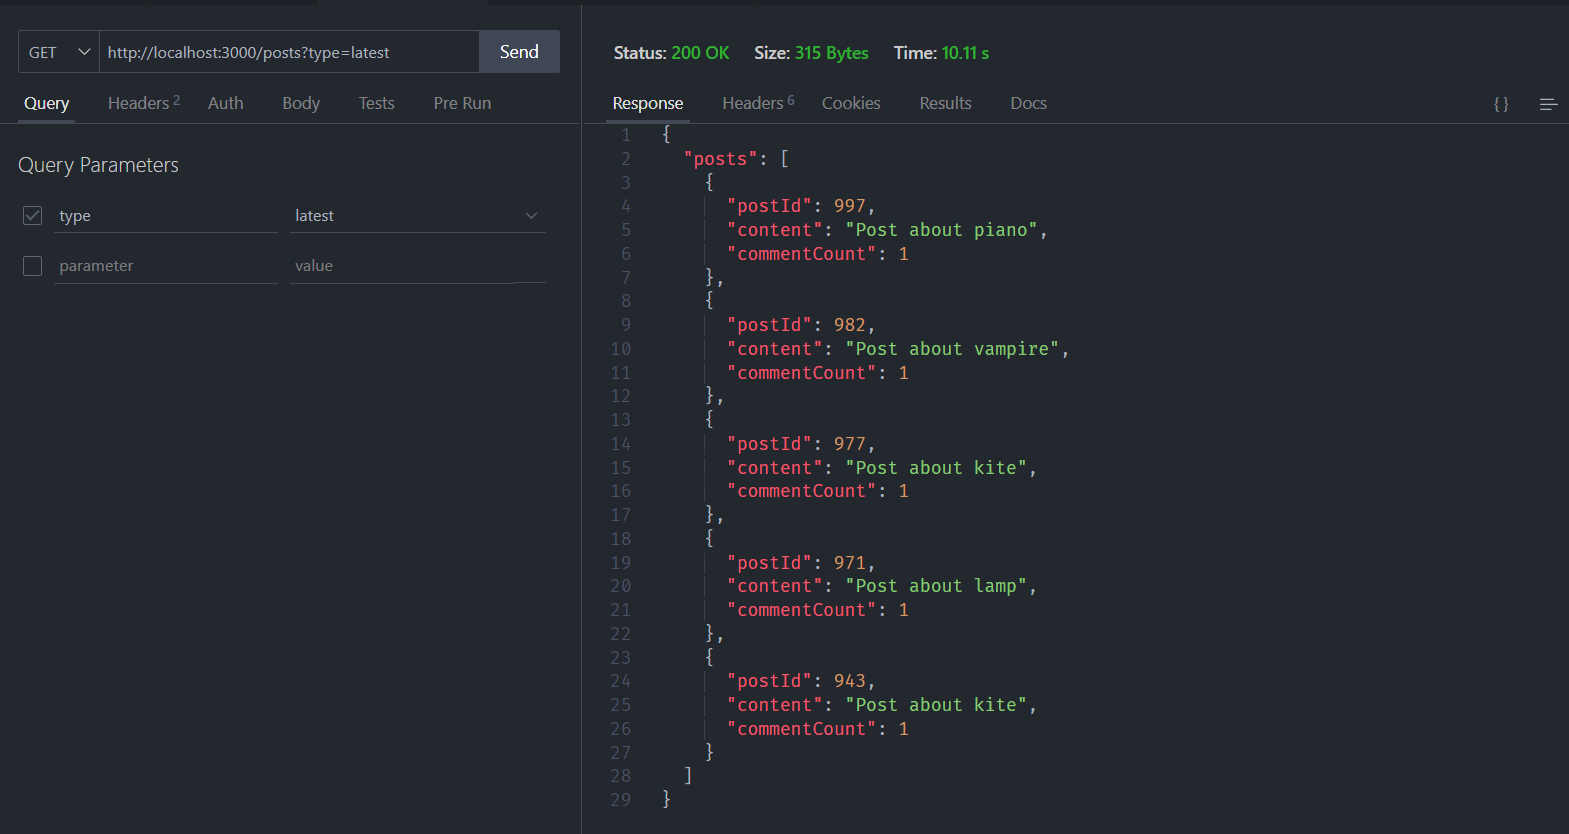 GET http://localhost:3000/posts?type=latest Send
Query Headers 2 Auth Body Tests Pre Run
Query Parameters
type latest
parameter value
Status: 200 OK Size: 315 Bytes Time: 10.11 s
Response Headers 6 Cookies Results Docs { }
1 {
2 "posts": [
3 {
4 "postId": 997,
5 "content": "Post about piano",
6 "commentCount": 1
7 },
8 {
9 "postId": 982,
10 "content": "Post about vampire",
11 "commentCount": 1
12 },
13 {
14 "postId": 977,
15 "content": "Post about kite",
16 "commentCount": 1
17 },
18 {
19 "postId": 971,
20 "content": "Post about lamp",
21 "commentCount": 1
22 },
23 {
24 "postId": 943,
25 "content": "Post about kite",
26 "commentCount": 1
27 }
28 ]
29 }